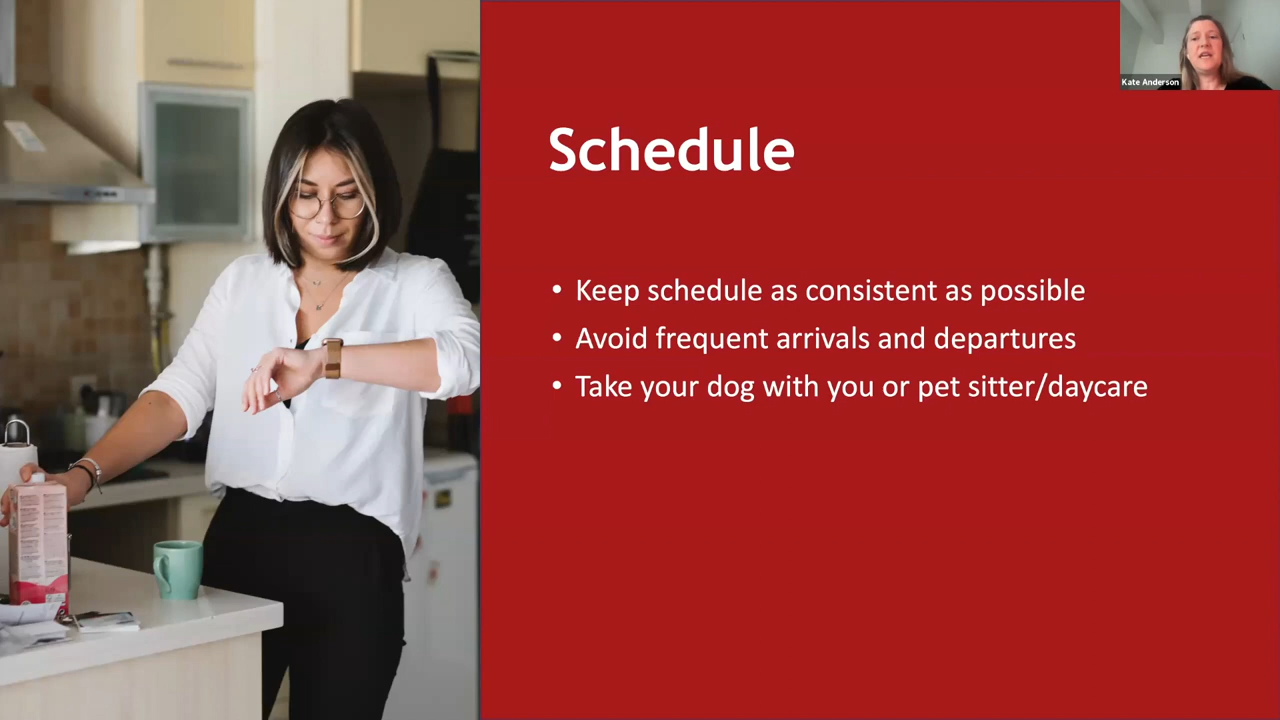 Kate Anderson
Schedule
• Keep schedule as consistent as possible
• Avoid frequent arrivals and departures
• Take your dog with you or pet sitter/daycare